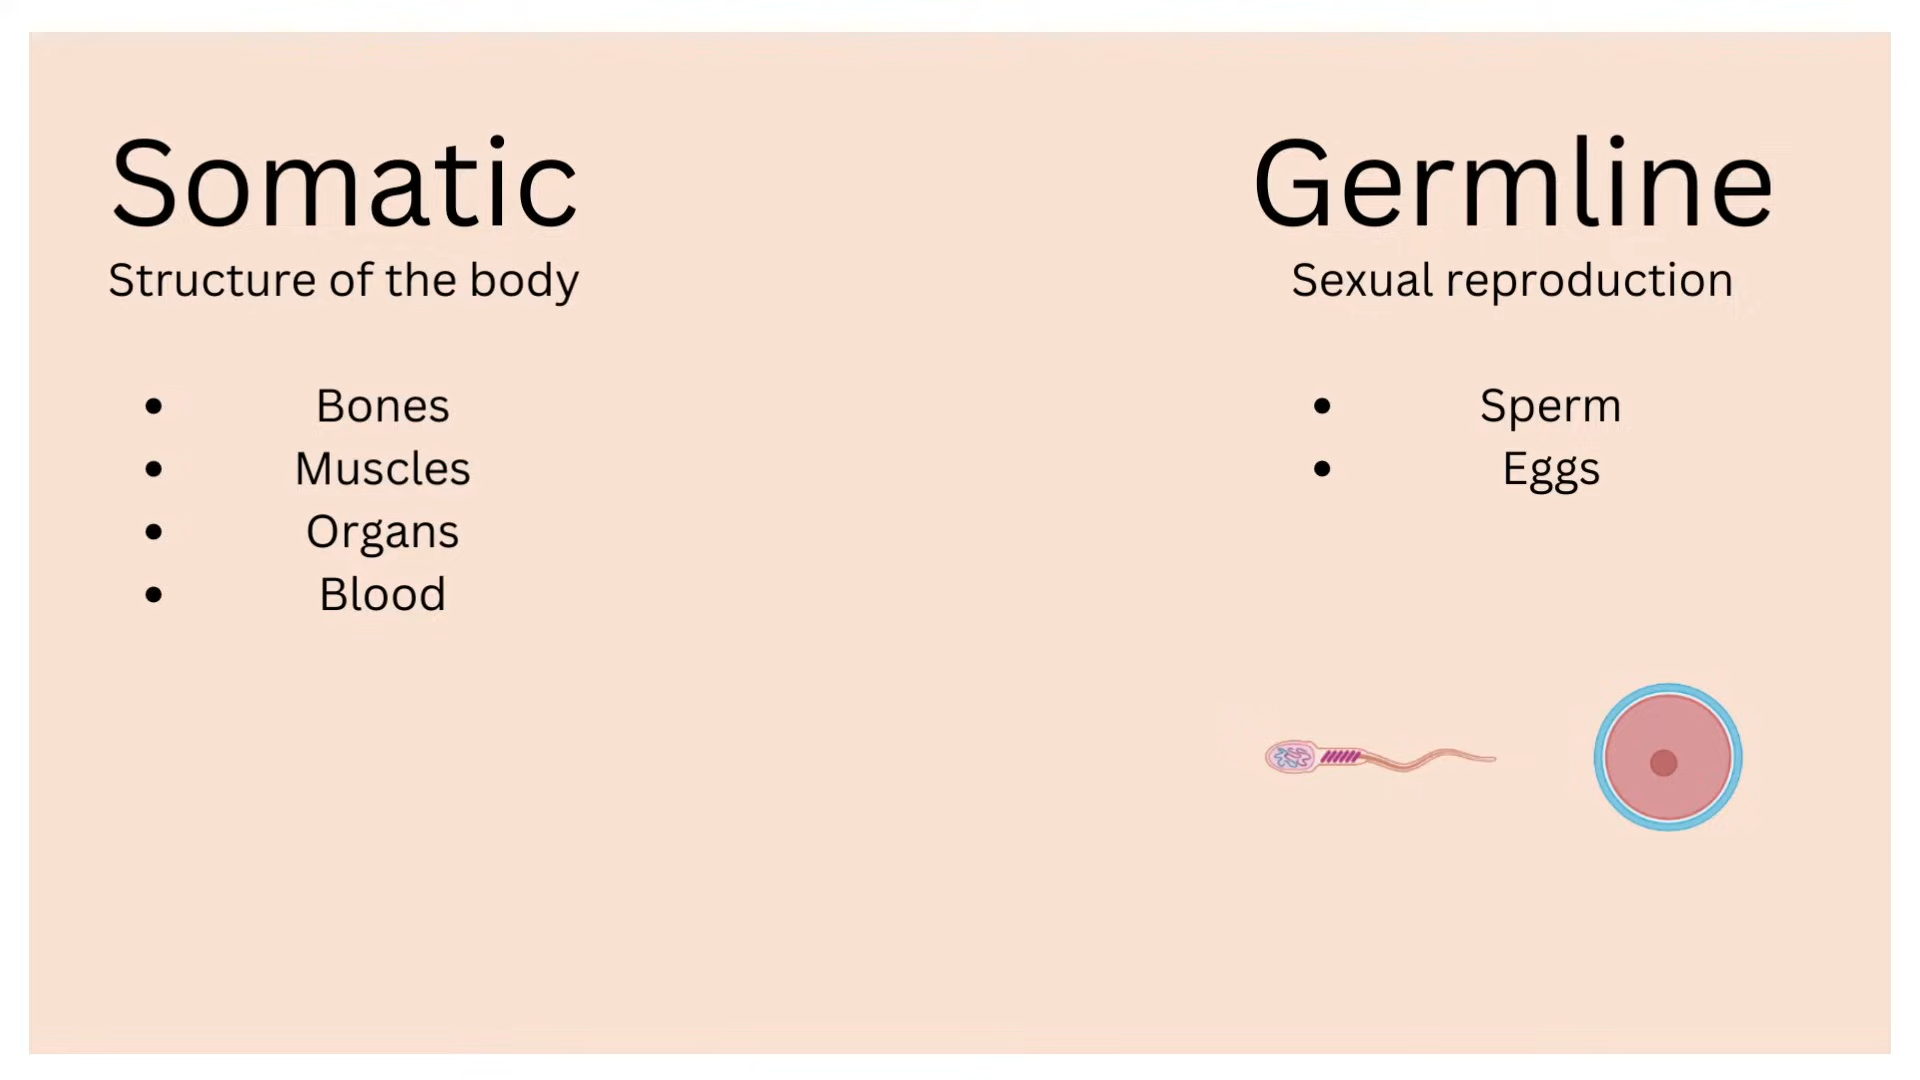 Somatic
Structure of the body
• Bones
• Muscles
• Organs
• Blood
Germline
Sexual reproduction
• Sperm
• Eggs